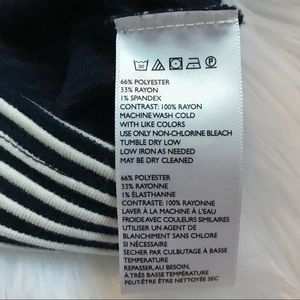 66% POLYESTER
33% RAYON
1% SPANDEX
CONTRAST: 100% RAYON
MACHINE WASH COLD
WITH LIKE COLORS
USE ONLY NON-CHLORINE BLEACH
TUMBLE DRY LOW
LOW IRON AS NEEDED
MAY BE DRY CLEANED
66% POLYESTER
33% RAYONNE
1% ÉLASTHANNE
CONTRASTE: 100% RAYONNE
LAVER À LA MACHINE À L'EAU
FROIDE AVEC COULEURS SIMILAIRES
UTILISER UN AGENT DE
BLANCHIMENT SANS CHLORE
SI NÉCESSAIRE
SECHER PAR CULBUTAGE À BASSE
TEMPERATURE
REPASSER, AU BESOIN,
À TRÈS BASSE TEMPÉRATURE
PEUT-ÊTRE ÊTRE NETTOYÉ À SEC